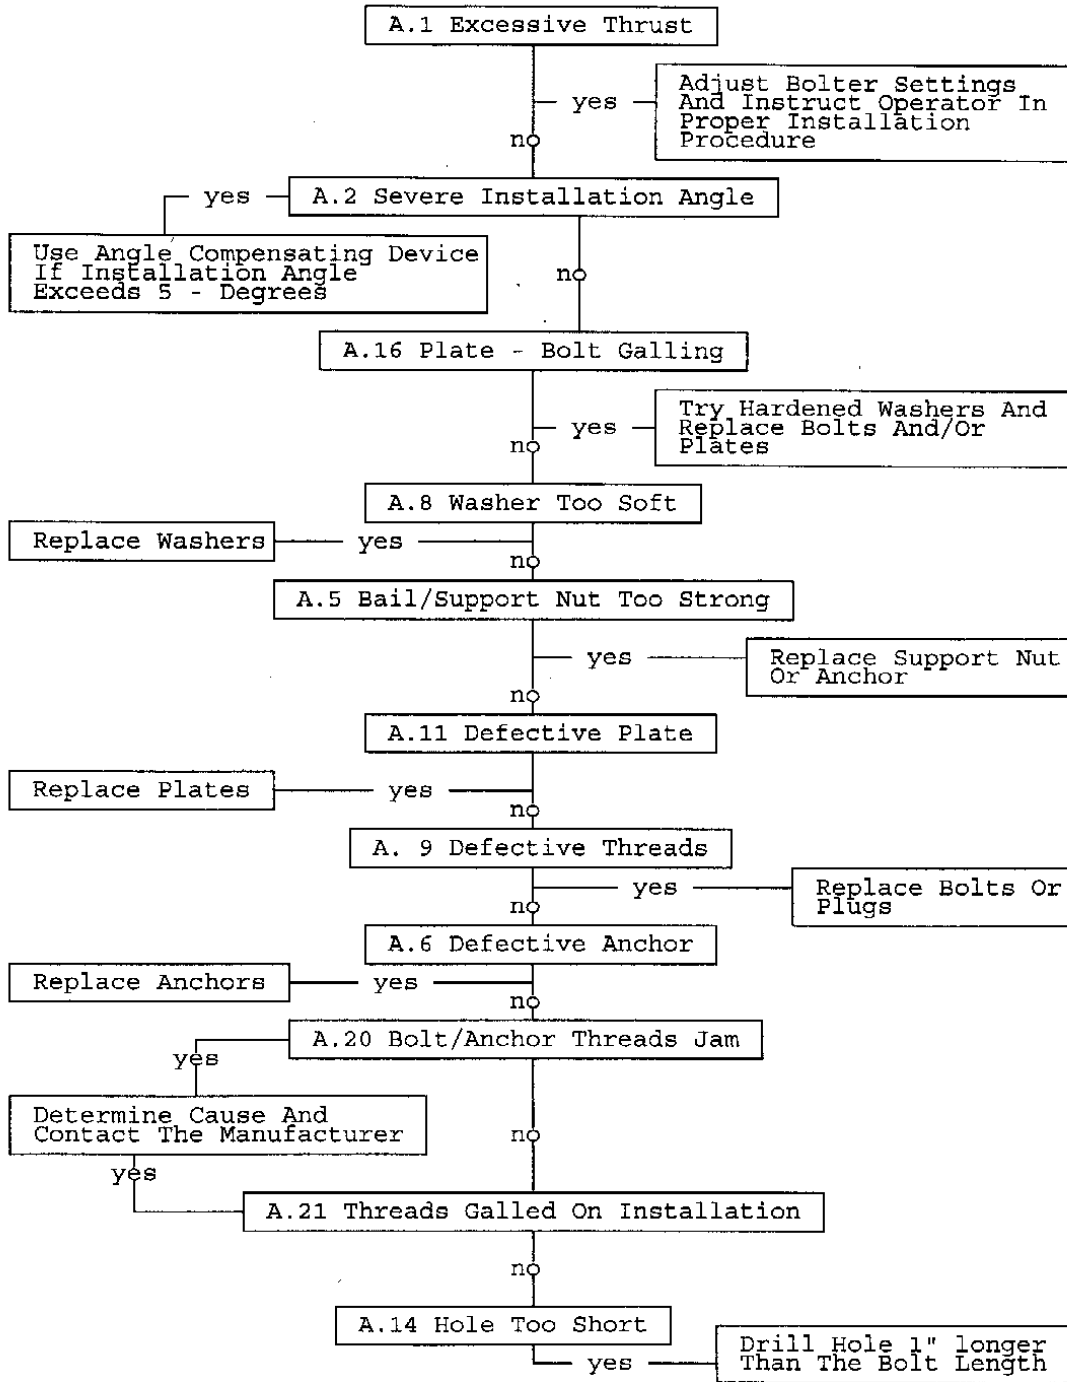 A.1 Excessive Thrust
yes
Adjust Bolter Settings
And Instruct Operator In
Proper Installation
Procedure
no
A.2 Severe Installation Angle
yes
Use Angle Compensating Device
If Installation Angle
Exceeds 5 - Degrees
no
A.16 Plate - Bolt Galling
yes
Try Hardened Washers And
Replace Bolts And/Or
Plates
no
A.8 Washer Too Soft
Replace Washers
yes
no
A.5 Bail/Support Nut Too Strong
yes
Replace Support Nut
Or Anchor
no
A.11 Defective Plate
Replace Plates
yes
no
A. 9 Defective Threads
yes
Replace Bolts Or
Plugs
no
A.6 Defective Anchor
Replace Anchors
yes
no
A.20 Bolt/Anchor Threads Jam
yes
Determine Cause And
Contact The Manufacturer
no
yes
A.21 Threads Galled On Installation
no
A.14 Hole Too Short
yes
Drill Hole 1" longer
Than The Bolt Length